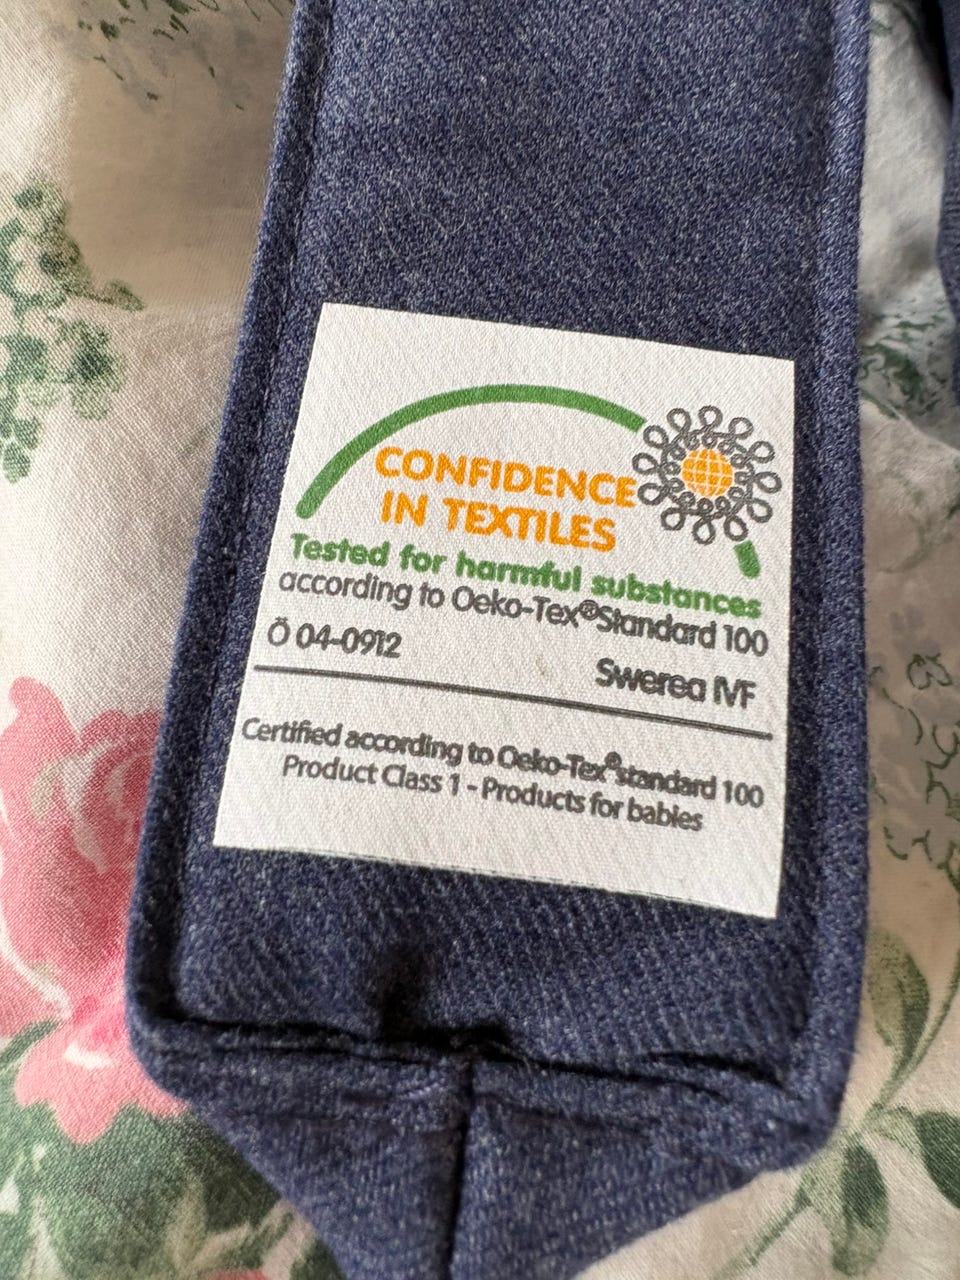 CONFIDENCE
IN TEXTILES
Tested for harmful substances
according to Oeko-Tex®Standard 100
Ö 04-0912 Swerea IVF
Certified according to Oeko-Tex®standard 100
Product Class 1 - Products for babies